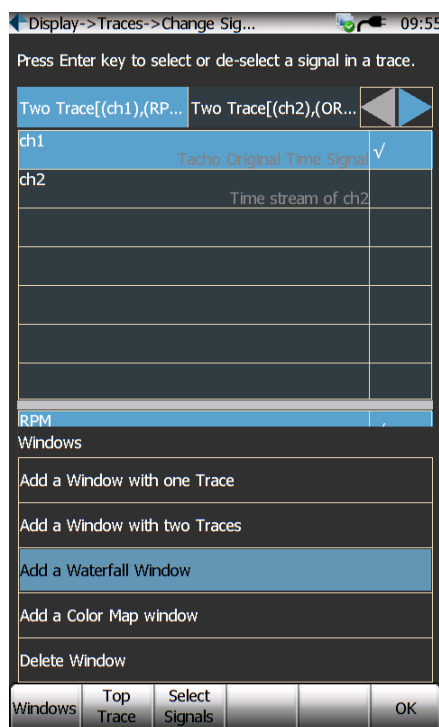 Display->Traces->Change Sig... 09:55
Press Enter key to select or de-select a signal in a trace.
Two Trace[(ch1),(RP... Two Trace[(ch2),(OR...
ch1
Tacho Original Time Signal √
ch2
Time stream of ch2
RPM
Windows
Add a Window with one Trace
Add a Window with two Traces
Add a Waterfall Window
Add a Color Map window
Delete Window
Windows Top Trace Select Signals OK